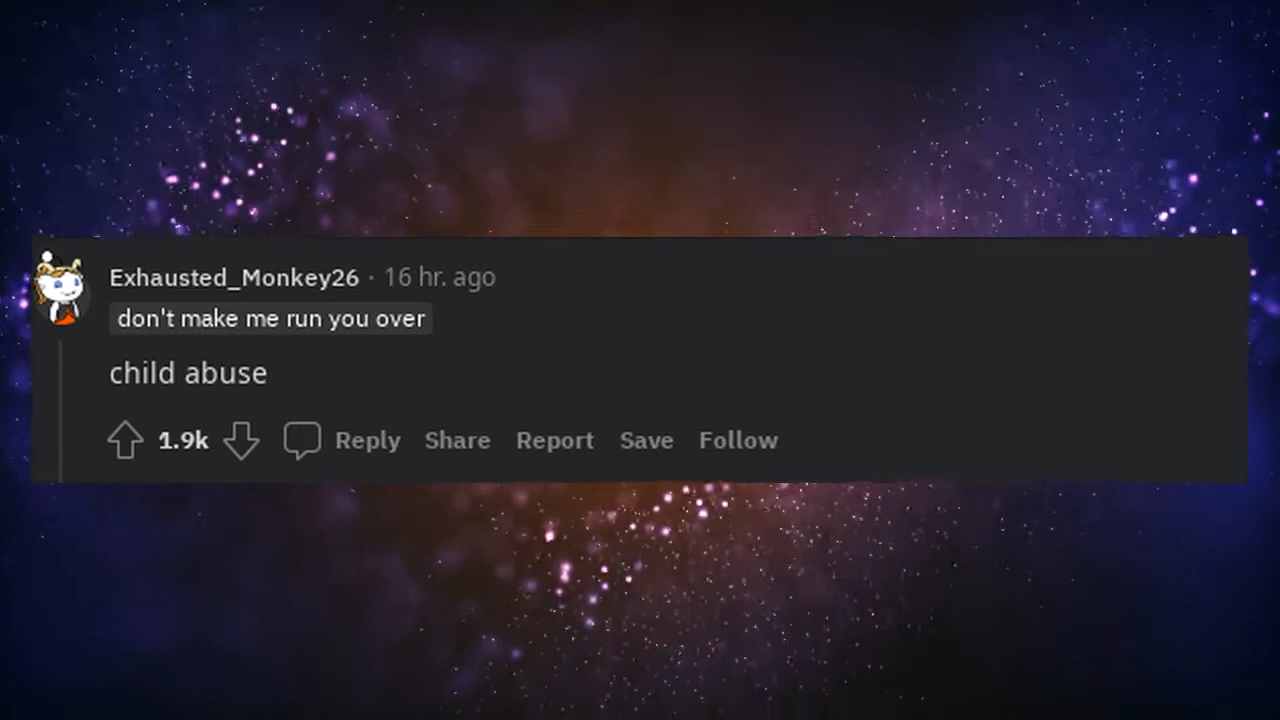 Exhausted_Monkey26 · 16 hr. ago
don't make me run you over
child abuse
1.9k Reply Share Report Save Follow